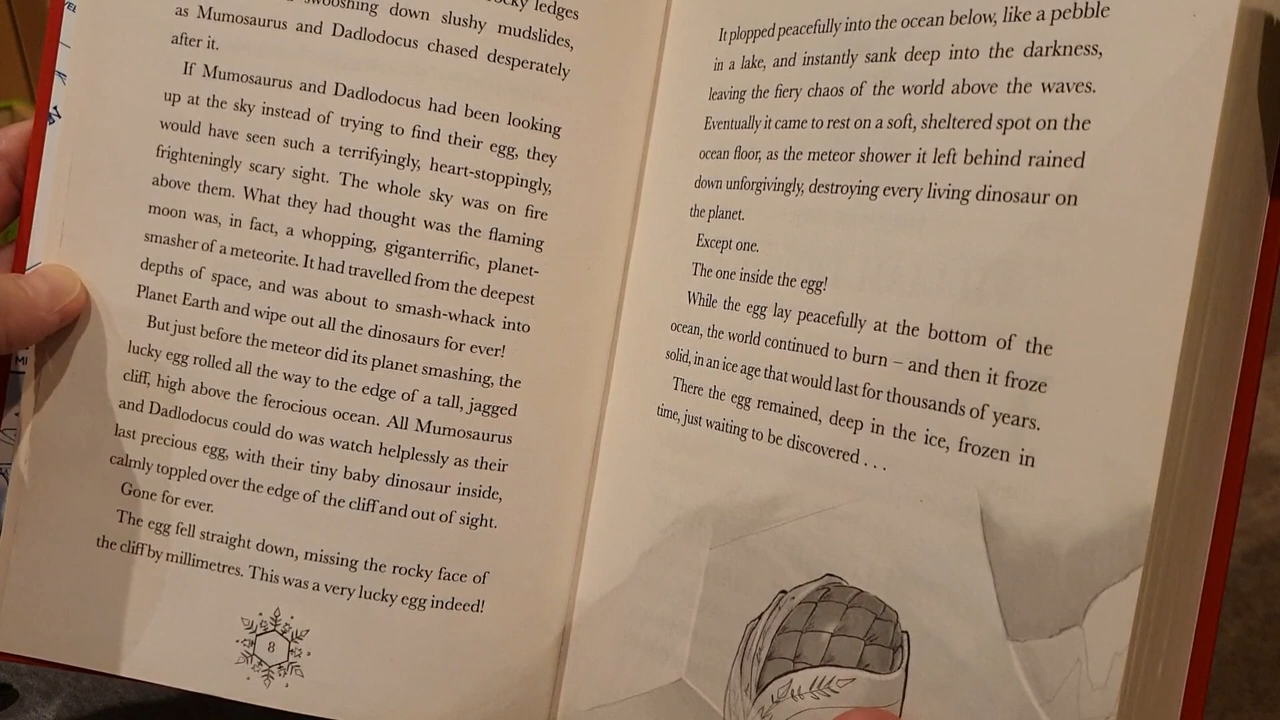 swooshing down slushy mudslides,
as Mumosaurus and Dadlodocus chased desperately
after it.
If Mumosaurus and Dadlodocus had been looking
up at the sky instead of trying to find their egg, they
would have seen such a terrifyingly, heart-stoppingly,
frighteningly scary sight. The whole sky was on fire
above them. What they had thought was the flaming
moon was, in fact, a whopping, giganterrific, planet-
smasher of a meteorite. It had travelled from the deepest
depths of space, and was about to smash-whack into
Planet Earth and wipe out all the dinosaurs for ever!
But just before the meteor did its planet smashing, the
lucky egg rolled all the way to the edge of a tall, jagged
cliff, high above the ferocious ocean. All Mumosaurus
and Dadlodocus could do was watch helplessly as their
last precious egg, with their tiny baby dinosaur inside,
calmly toppled over the edge of the cliff and out of sight.
Gone for ever.
The egg fell straight down, missing the rocky face of
the cliff by millimetres. This was a very lucky egg indeed!
8
It plopped peacefully into the ocean below, like a pebble
in a lake, and instantly sank deep into the darkness,
leaving the fiery chaos of the world above the waves.
Eventually it came to rest on a soft, sheltered spot on the
ocean floor, as the meteor shower it left behind rained
down unforgivingly, destroying every living dinosaur on
the planet.
Except one.
The one inside the egg!
While the egg lay peacefully at the bottom of the
ocean, the world continued to burn – and then it froze
solid, in an ice age that would last for thousands of years.
There the egg remained, deep in the ice, frozen in
time, just waiting to be discovered . . .